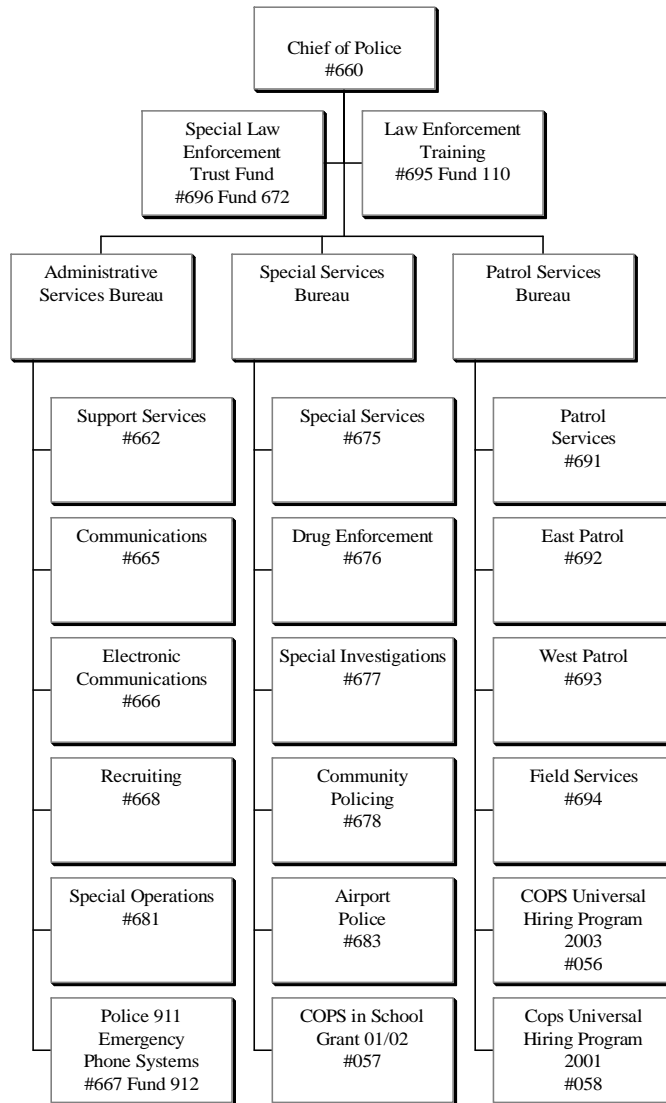 Chief of Police
#660
Special Law
Enforcement
Trust Fund
#696 Fund 672
Law Enforcement
Training
#695 Fund 110
Administrative
Services Bureau
Special Services
Bureau
Patrol Services
Bureau
Support Services
#662
Special Services
#675
Patrol
Services
#691
Communications
#665
Drug Enforcement
#676
East Patrol
#692
Electronic
Communications
#666
Special Investigations
#677
West Patrol
#693
Recruiting
#668
Community
Policing
#678
Field Services
#694
Special Operations
#681
Airport
Police
#683
COPS Universal
Hiring Program
2003
#056
Police 911
Emergency
Phone Systems
#667 Fund 912
COPS in School
Grant 01/02
#057
Cops Universal
Hiring Program
2001
#058